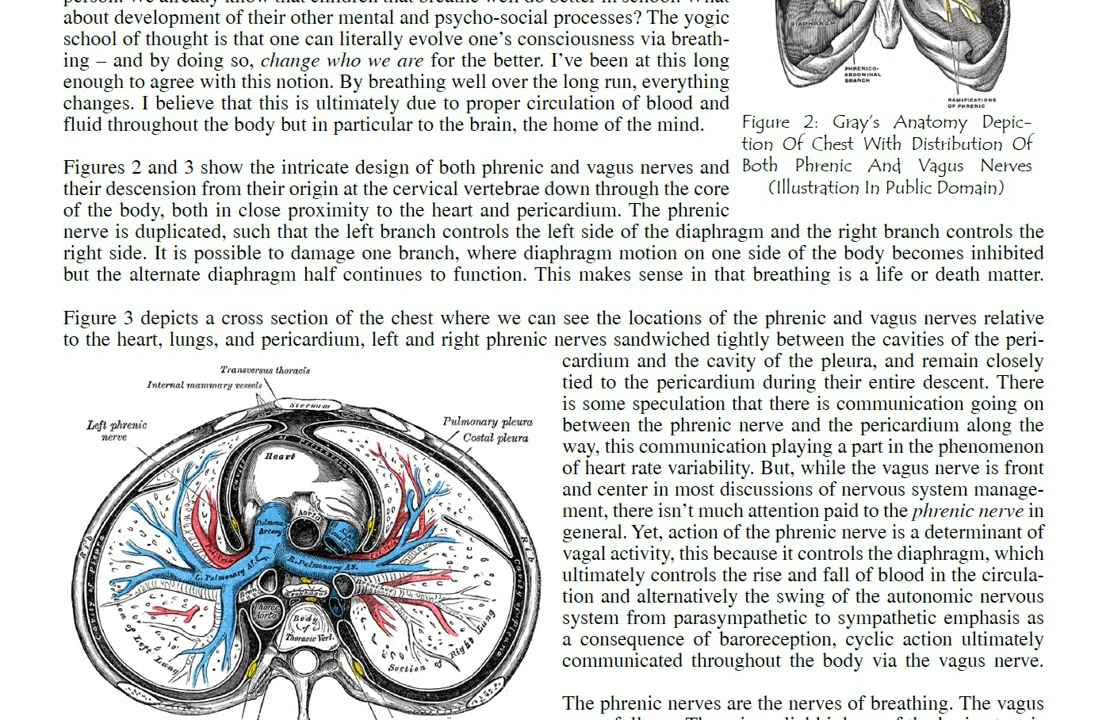 about development of their other mental and psycho-social processes? The yogic
school of thought is that one can literally evolve one's consciousness via breath-
ing – and by doing so, change who we are for the better. I've been at this long
enough to agree with this notion. By breathing well over the long run, everything
changes. I believe that this is ultimately due to proper circulation of blood and
fluid throughout the body but in particular to the brain, the home of the mind.
DIAPHRAGM
PHRENICO-
ABDOMINAL
BRANCH
RAMIFICATIONS
OF PHRENIC
Figure 2: Gray's Anatomy Depic-
tion Of Chest With Distribution Of
Both Phrenic And Vagus Nerves
(Illustration In Public Domain)
Figures 2 and 3 show the intricate design of both phrenic and vagus nerves and
their descension from their origin at the cervical vertebrae down through the core
of the body, both in close proximity to the heart and pericardium. The phrenic
nerve is duplicated, such that the left branch controls the left side of the diaphragm and the right branch controls the
right side. It is possible to damage one branch, where diaphragm motion on one side of the body becomes inhibited
but the alternate diaphragm half continues to function. This makes sense in that breathing is a life or death matter.
Figure 3 depicts a cross section of the chest where we can see the locations of the phrenic and vagus nerves relative
to the heart, lungs, and pericardium, left and right phrenic nerves sandwiched tightly between the cavities of the peri-
cardium and the cavity of the pleura, and remain closely
tied to the pericardium during their entire descent. There
is some speculation that there is communication going on
between the phrenic nerve and the pericardium along the
way, this communication playing a part in the phenomenon
of heart rate variability. But, while the vagus nerve is front
and center in most discussions of nervous system manage-
ment, there isn't much attention paid to the phrenic nerve in
general. Yet, action of the phrenic nerve is a determinant of
vagal activity, this because it controls the diaphragm, which
ultimately controls the rise and fall of blood in the circula-
tion and alternatively the swing of the autonomic nervous
system from parasympathetic to sympathetic emphasis as
a consequence of baroreception, cyclic action ultimately
communicated throughout the body via the vagus nerve.
The phrenic nerves are the nerves of breathing. The vagus
Transversus thoracis
Internal mammary vessels
Sternum
Left phrenic
nerve
Pulmonary pleura
Costal pleura
Heart
Pulmonary
Artery
Aorta
L. Pulmonary
Pulmonary
Rib
Rib
Body
of
Thoracic Vert.
Section of Right Lung
of Left Lung